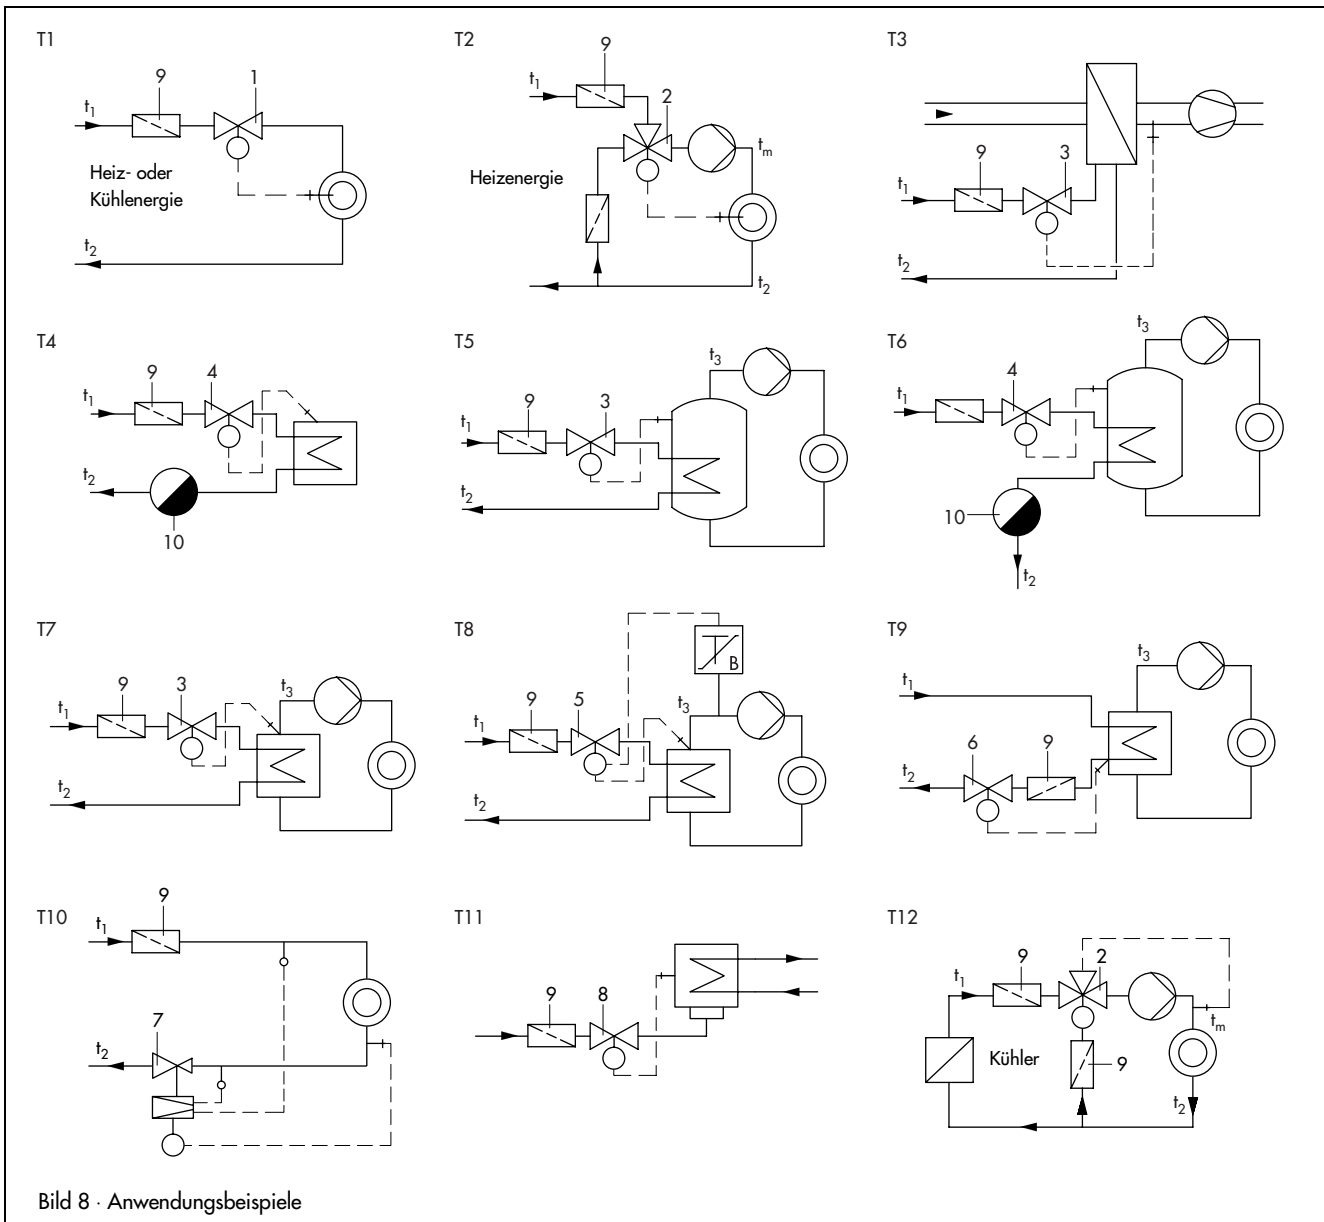 T1
9
1
t1
Heiz- oder
Kühlenergie
t2
T2
9
t1
2
tm
Heizenergie
t2
T3
9
3
t1
t2
T4
9
4
t1
t2
10
T5
t3
9
3
t1
t2
T6
t3
4
t1
10
t2
T7
9
3
t3
t1
t2
T8
B
9
5
t3
t1
t2
T9
t3
t1
6
9
t2
T10
9
t1
7
t2
T11
9
8
T12
9
2
t1
tm
Kühler
9
t2
Bild 8 · Anwendungsbeispiele